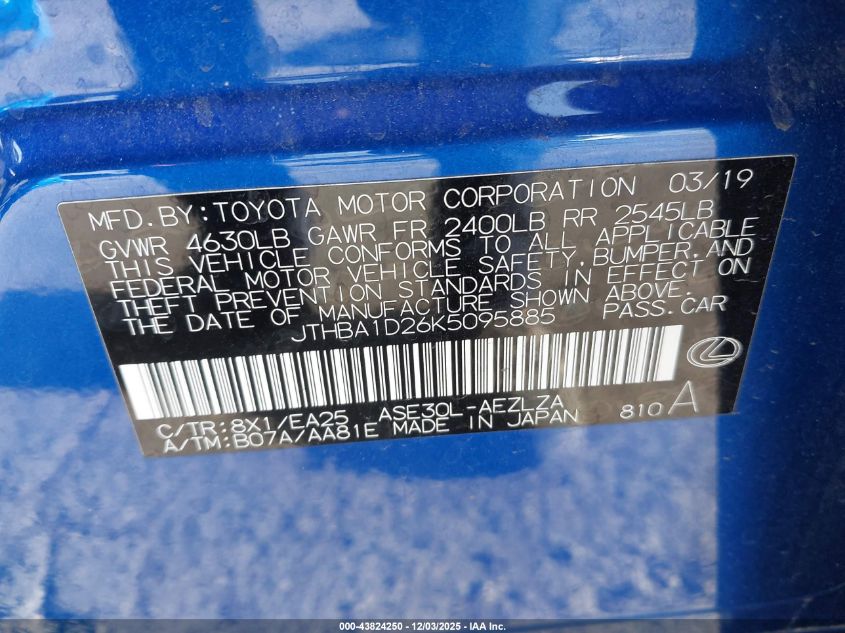 MFD.BY:TOYOTA MOTOR CORPORATION 03/19
GVWR 4630LB GAWR FR 2400LB RR 2545LB
THIS VEHICLE CONFORMS TO ALL APPLICABLE
FEDERAL MOTOR VEHICLE SAFETY,BUMPER,AND
THEFT PREVENTION STANDARDS IN EFFECT ON
THE DATE OF MANUFACTURE SHOWN ABOVE.
JTHBA1D26K5095885 PASS.CAR
C/TR:8X1/EA25 ASE30L-AEZLZA
A/TM:B07A/AA81E MADE IN JAPAN 810 A
000-43824250 - 12/03/2025 - IAA Inc.